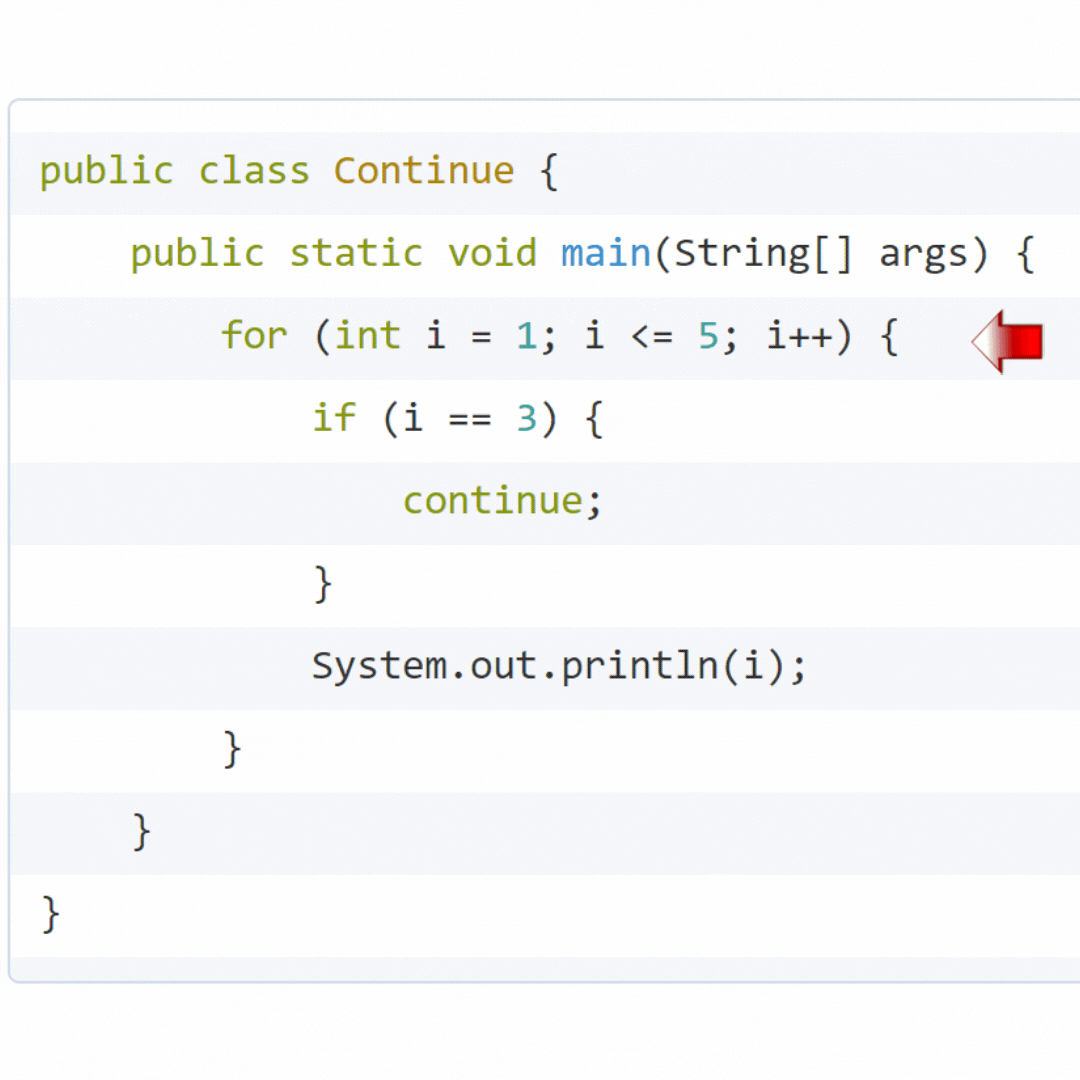 public class Continue {
    public static void main(String[] args) {
        for (int i = 1; i <= 5; i++) {
            if (i == 3) {
                continue;
            }
            System.out.println(i);
        }
    }
}